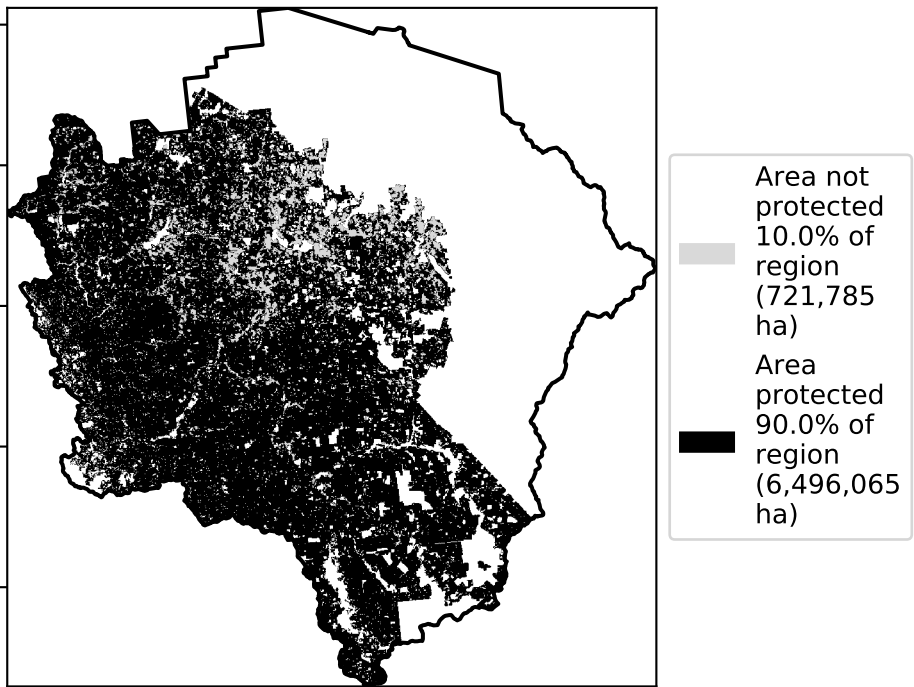 Area not
protected
10.0% of
region
(721,785
ha)
Area
protected
90.0% of
region
(6,496,065
ha)